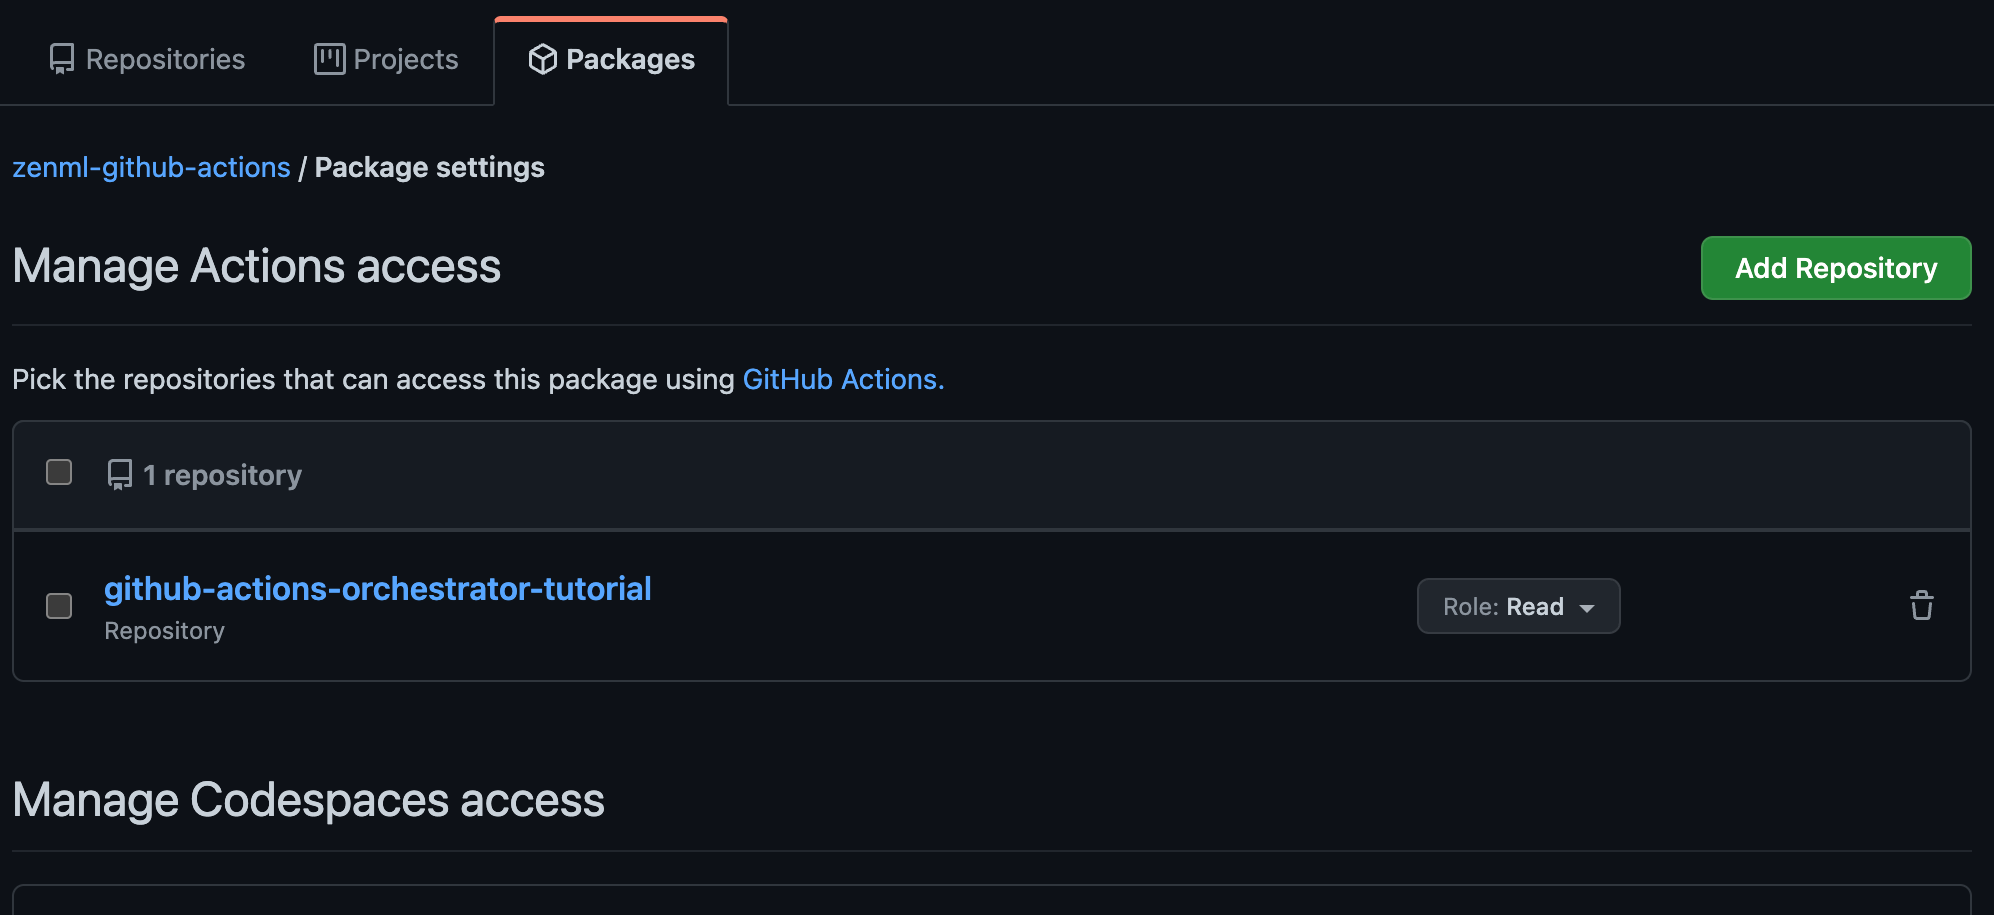 Repositories Projects Packages
zenml-github-actions / Package settings
Manage Actions access
Add Repository
Pick the repositories that can access this package using GitHub Actions.
1 repository
github-actions-orchestrator-tutorial
Repository
Role: Read
Manage Codespaces access